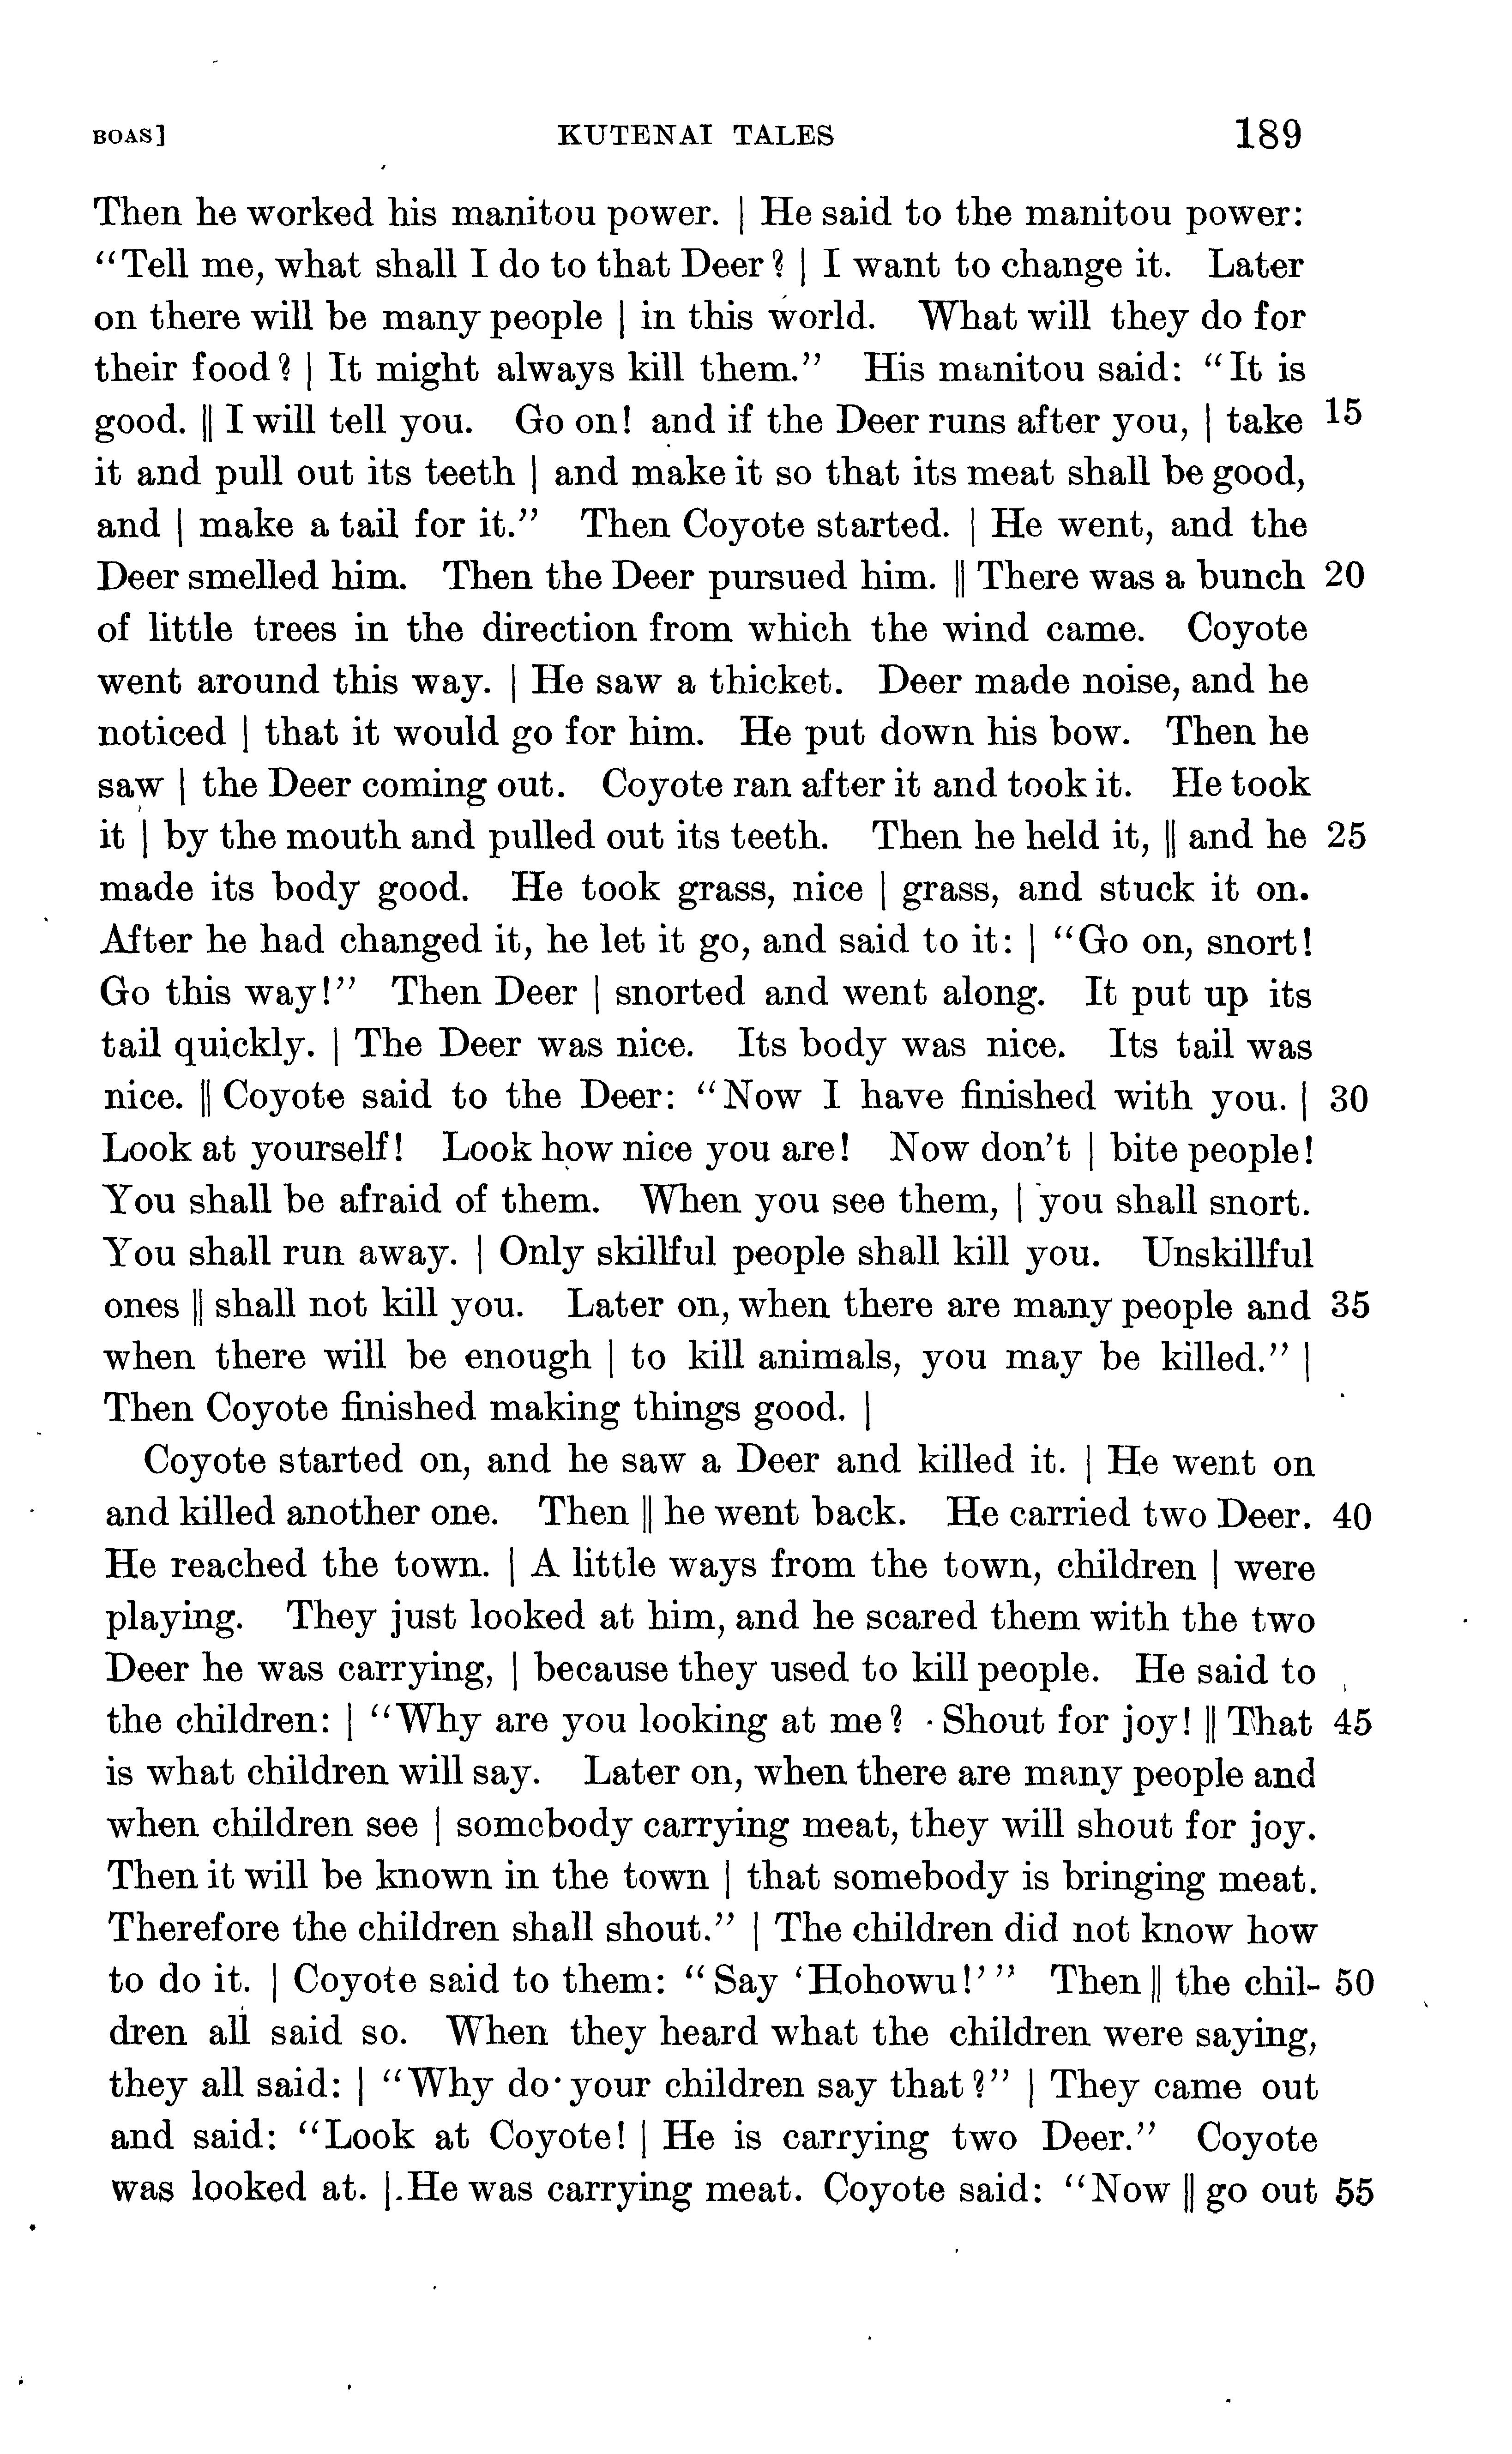 BOAS] KUTENAI TALES 189
Then he worked his manitou power. | He said to the manitou power:
“Tell me, what shall I do to that Deer? | I want to change it. Later
on there will be many people | in this world. What will they do for
their food? | It might always kill them.” His manitou said: “It is
good. || I will tell you. Go on! and if the Deer runs after you, | take 15
it and pull out its teeth | and make it so that its meat shall be good,
and | make a tail for it.” Then Coyote started. | He went, and the
Deer smelled him. Then the Deer pursued him. || There was a bunch 20
of little trees in the direction from which the wind came. Coyote
went around this way. | He saw a thicket. Deer made noise, and he
noticed | that it would go for him. He put down his bow. Then he
saw | the Deer coming out. Coyote ran after it and took it. He took
it | by the mouth and pulled out its teeth. Then he held it, || and he 25
made its body good. He took grass, nice | grass, and stuck it on.
After he had changed it, he let it go, and said to it: | “Go on, snort!
Go this way!” Then Deer | snorted and went along. It put up its
tail quickly. | The Deer was nice. Its body was nice. Its tail was
nice. || Coyote said to the Deer: “Now I have finished with you. | 30
Look at yourself! Look how nice you are! Now don’t | bite people!
You shall be afraid of them. When you see them, | you shall snort.
You shall run away. | Only skillful people shall kill you. Unskillful
ones || shall not kill you. Later on, when there are many people and 35
when there will be enough | to kill animals, you may be killed.” |
Then Coyote finished making things good. |
Coyote started on, and he saw a Deer and killed it. | He went on
and killed another one. Then || he went back. He carried two Deer. 40
He reached the town. | A little ways from the town, children | were
playing. They just looked at him, and he scared them with the two
Deer he was carrying, | because they used to kill people. He said to
the children: | “Why are you looking at me? Shout for joy! || That 45
is what children will say. Later on, when there are many people and
when children see | somebody carrying meat, they will shout for joy.
Then it will be known in the town | that somebody is bringing meat.
Therefore the children shall shout.” | The children did not know how
to do it. | Coyote said to them: “Say ‘Hohowu!’” Then || the chil- 50
dren all said so. When they heard what the children were saying,
they all said: | “Why do your children say that?” | They came out
and said: “Look at Coyote! | He is carrying two Deer.” Coyote
was looked at. | He was carrying meat. Coyote said: “Now || go out 55